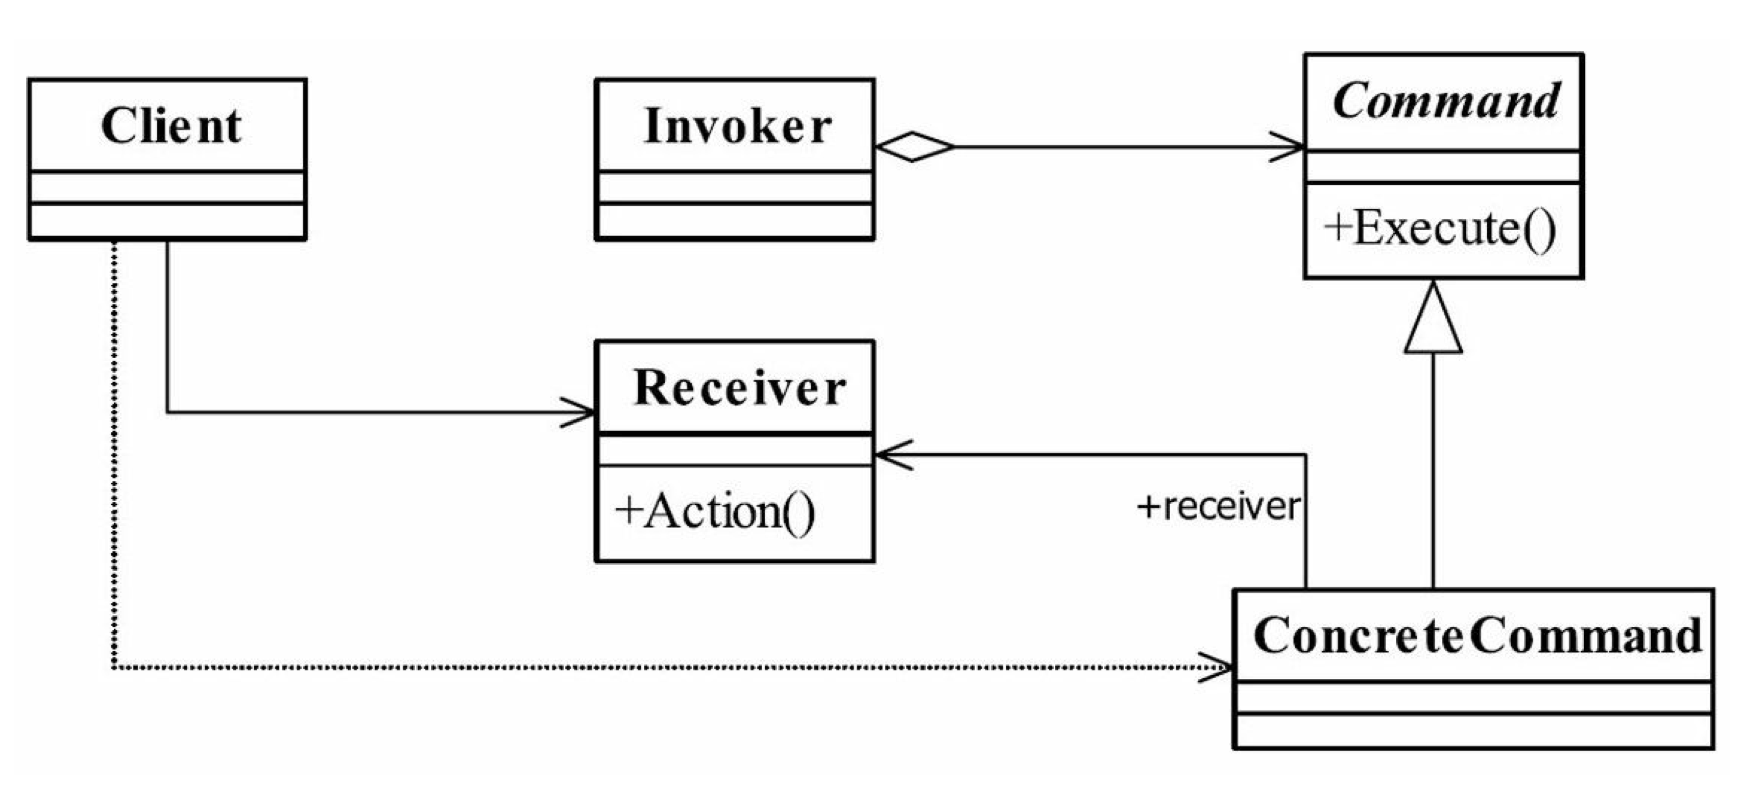 Client
Invoker
Command
+Execute()
Receiver
+Action()
+receiver
ConcreteCommand